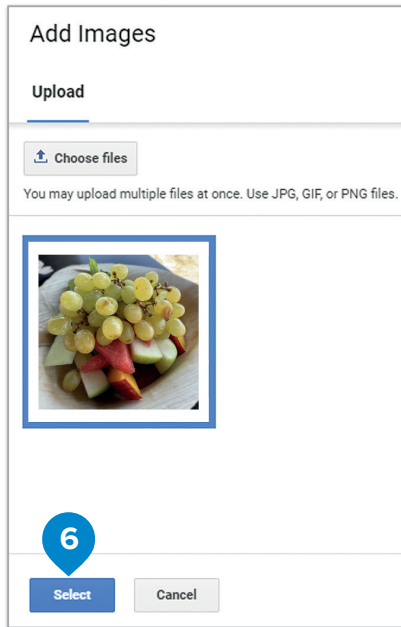 Add Images
Upload
Choose files
You may upload multiple files at once. Use JPG, GIF, or PNG files.
6
Select Cancel